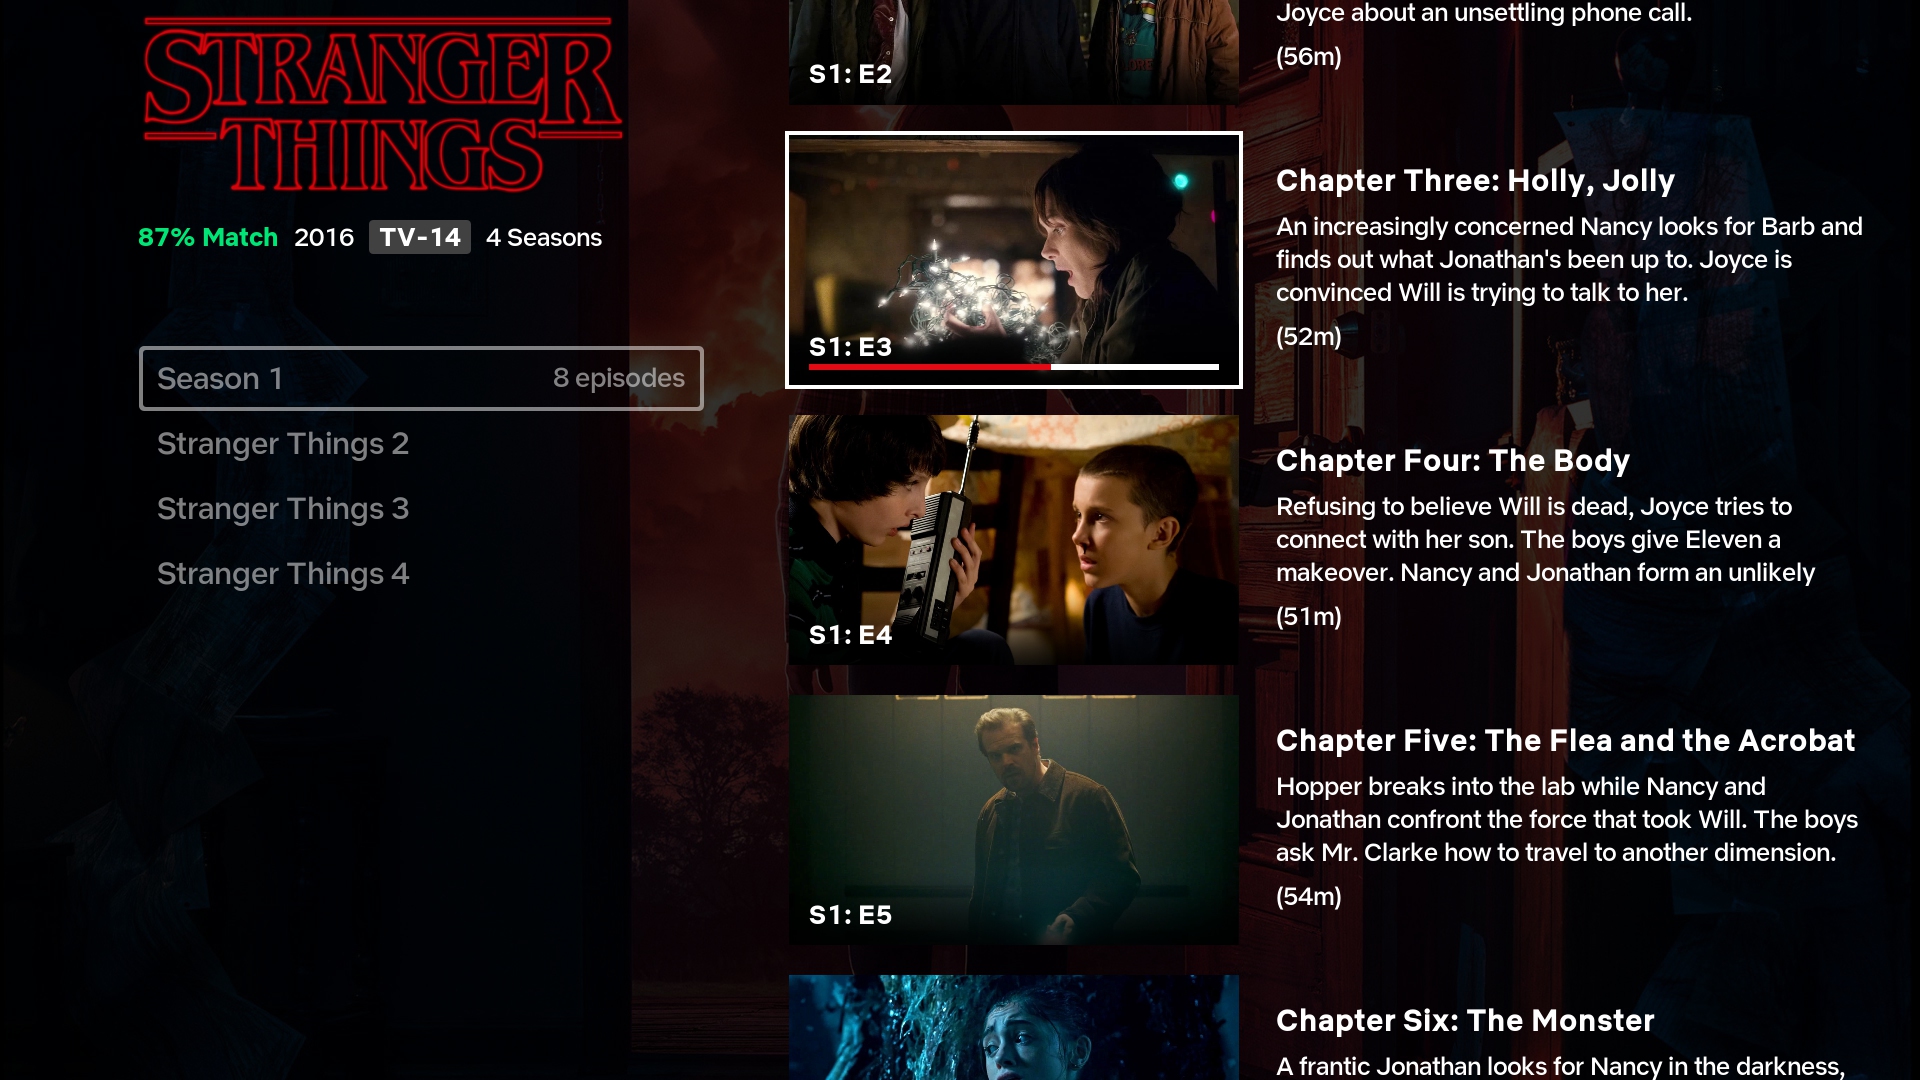 STRANGER
THINGS
87% Match 2016 TV-14 4 Seasons
Season 1 8 episodes
Stranger Things 2
Stranger Things 3
Stranger Things 4
S1: E2
Joyce about an unsettling phone call.
(56m)
S1: E3
Chapter Three: Holly, Jolly
An increasingly concerned Nancy looks for Barb and
finds out what Jonathan's been up to. Joyce is
convinced Will is trying to talk to her.
(52m)
S1: E4
Chapter Four: The Body
Refusing to believe Will is dead, Joyce tries to
connect with her son. The boys give Eleven a
makeover. Nancy and Jonathan form an unlikely
(51m)
S1: E5
Chapter Five: The Flea and the Acrobat
Hopper breaks into the lab while Nancy and
Jonathan confront the force that took Will. The boys
ask Mr. Clarke how to travel to another dimension.
(54m)
Chapter Six: The Monster
A frantic Jonathan looks for Nancy in the darkness,